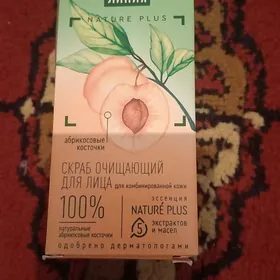 ЛИНИЯ
NATURE PLUS
абрикосовые
косточки
СКРАБ ОЧИЩАЮЩИЙ
ДЛЯ ЛИЦА для комбинированной кожи
100%
натуральные
абрикосовые косточки
эссенция
NATURE PLUS
5 экстрактов
и масел
одобрено дерматологами